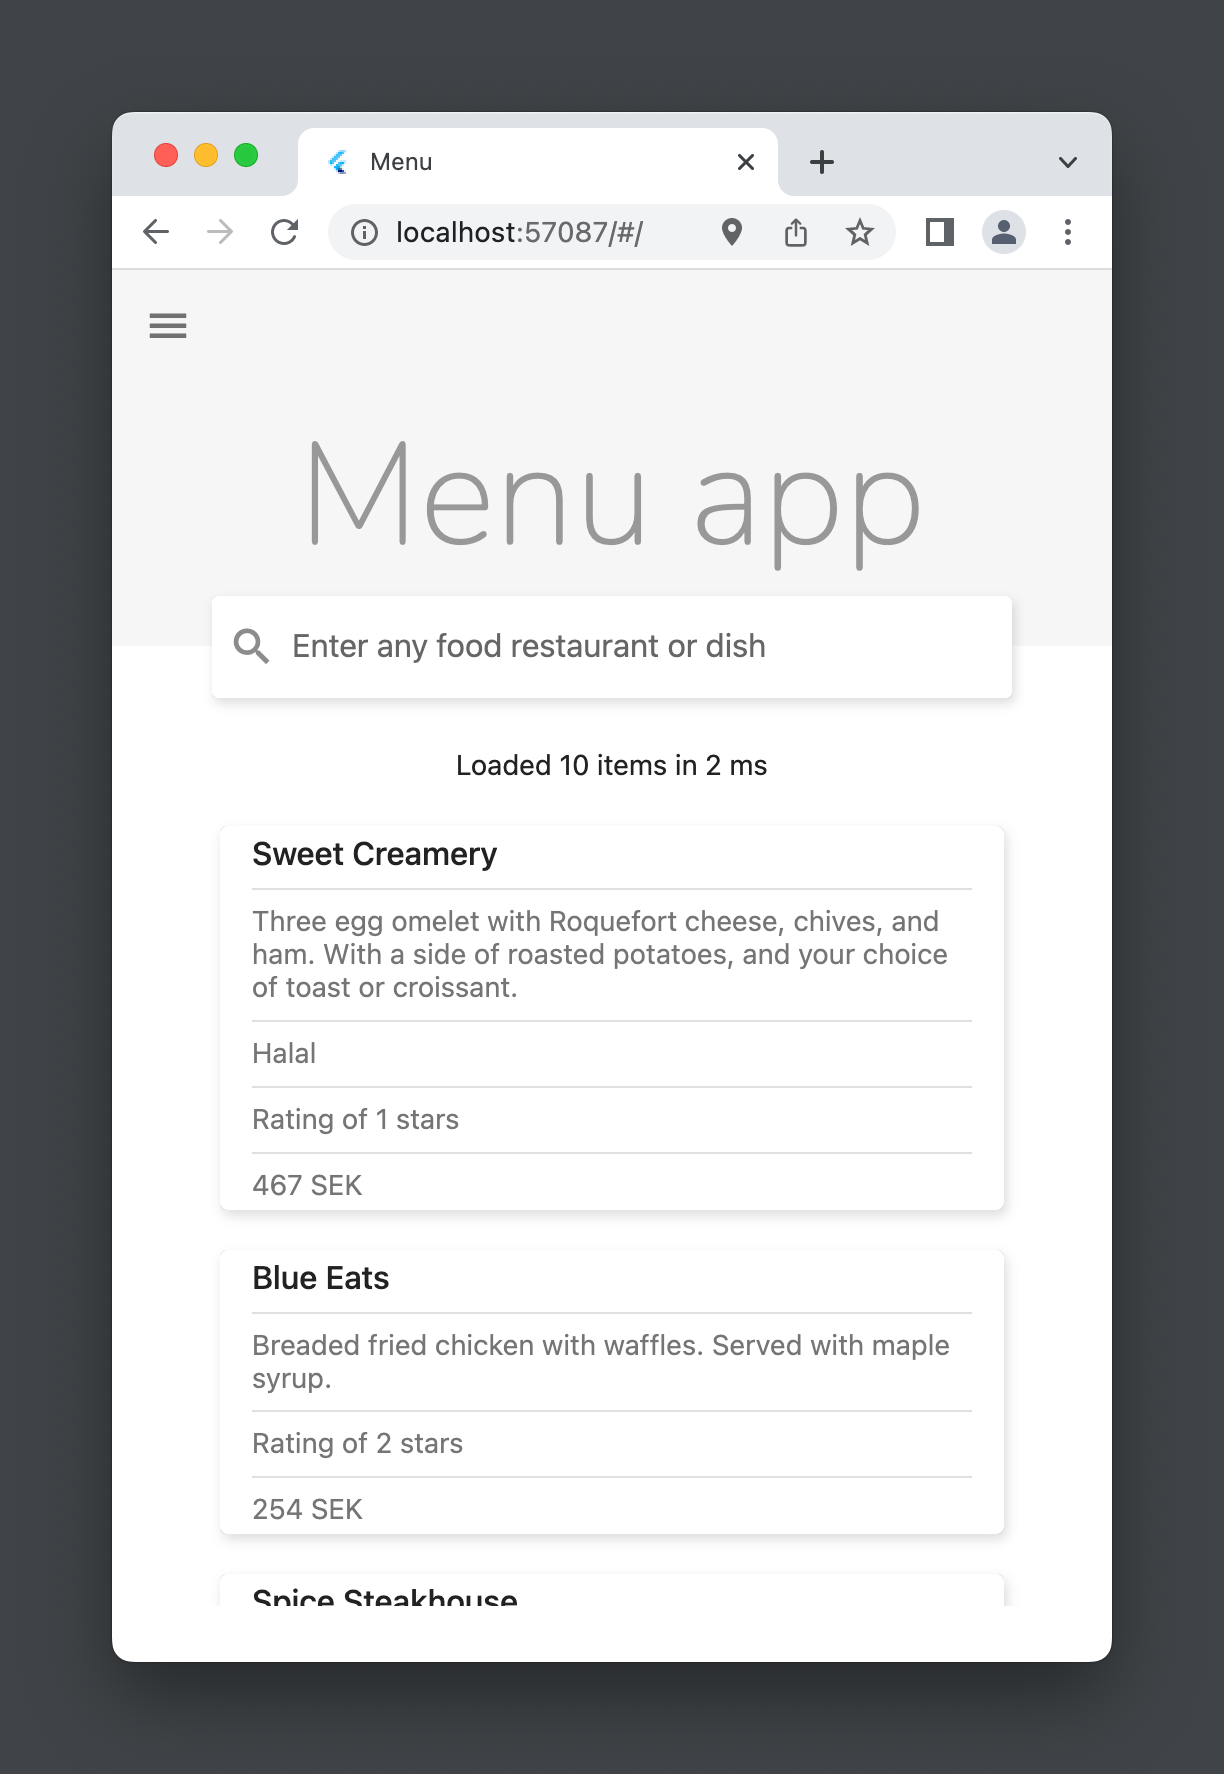 Menu
localhost:57087/#/
Menu app
Enter any food restaurant or dish
Loaded 10 items in 2 ms
Sweet Creamery
Three egg omelet with Roquefort cheese, chives, and
ham. With a side of roasted potatoes, and your choice
of toast or croissant.
Halal
Rating of 1 stars
467 SEK
Blue Eats
Breaded fried chicken with waffles. Served with maple
syrup.
Rating of 2 stars
254 SEK
Spice Steakhouse